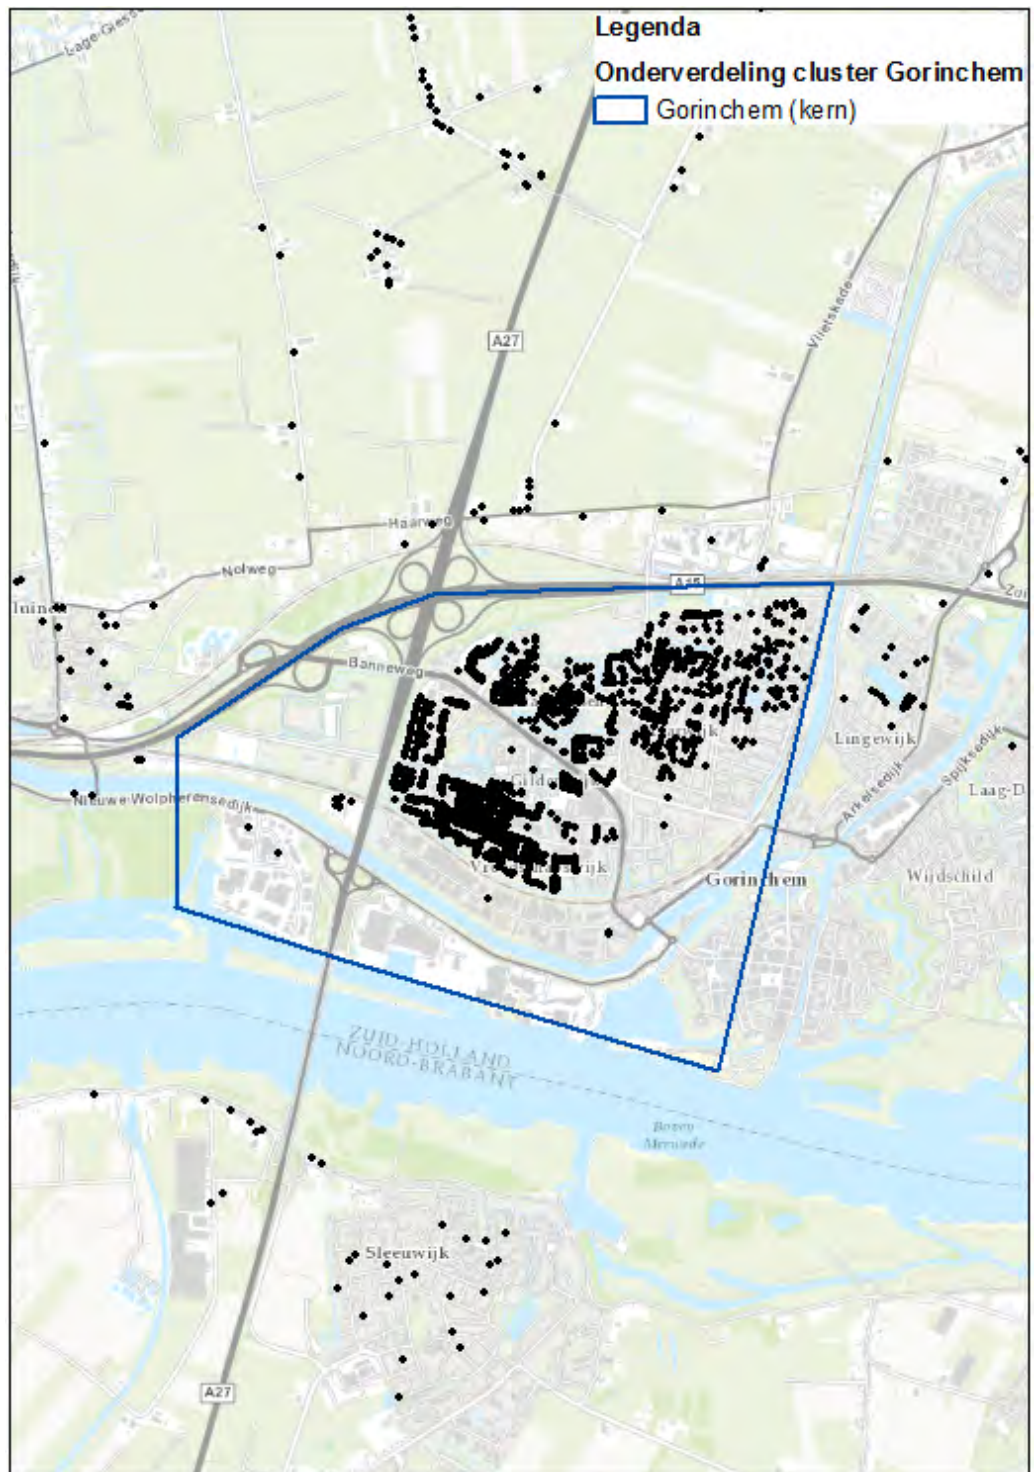 Legenda
Onderverdeling cluster Gorinchem
Gorinchem (kern)
Vlietskade
A27
Haarweg
Nolweg
A15
Banneweg
Lingewijk
Arkelsedijk
Spijksedijk
Laag-D
Nieuwe-Wolpherensedijk
Gorinchem
Wijdschild
ZUID-HOLLAND
NOORD-BRABANT
Boven
Merwede
Sleeuwijk
A27